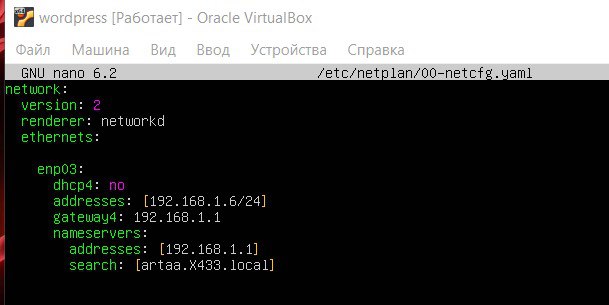 wordpress [Работает] - Oracle VirtualBox
Файл Машина Вид Ввод Устройства Справка
GNU nano 6.2 /etc/netplan/00-netcfg.yaml
network:
  version: 2
  renderer: networkd
  ethernets:

    enp03:
      dhcp4: no
      addresses: [192.168.1.6/24]
      gateway4: 192.168.1.1
      nameservers:
        addresses: [192.168.1.1]
        search: [artaa.X433.local]